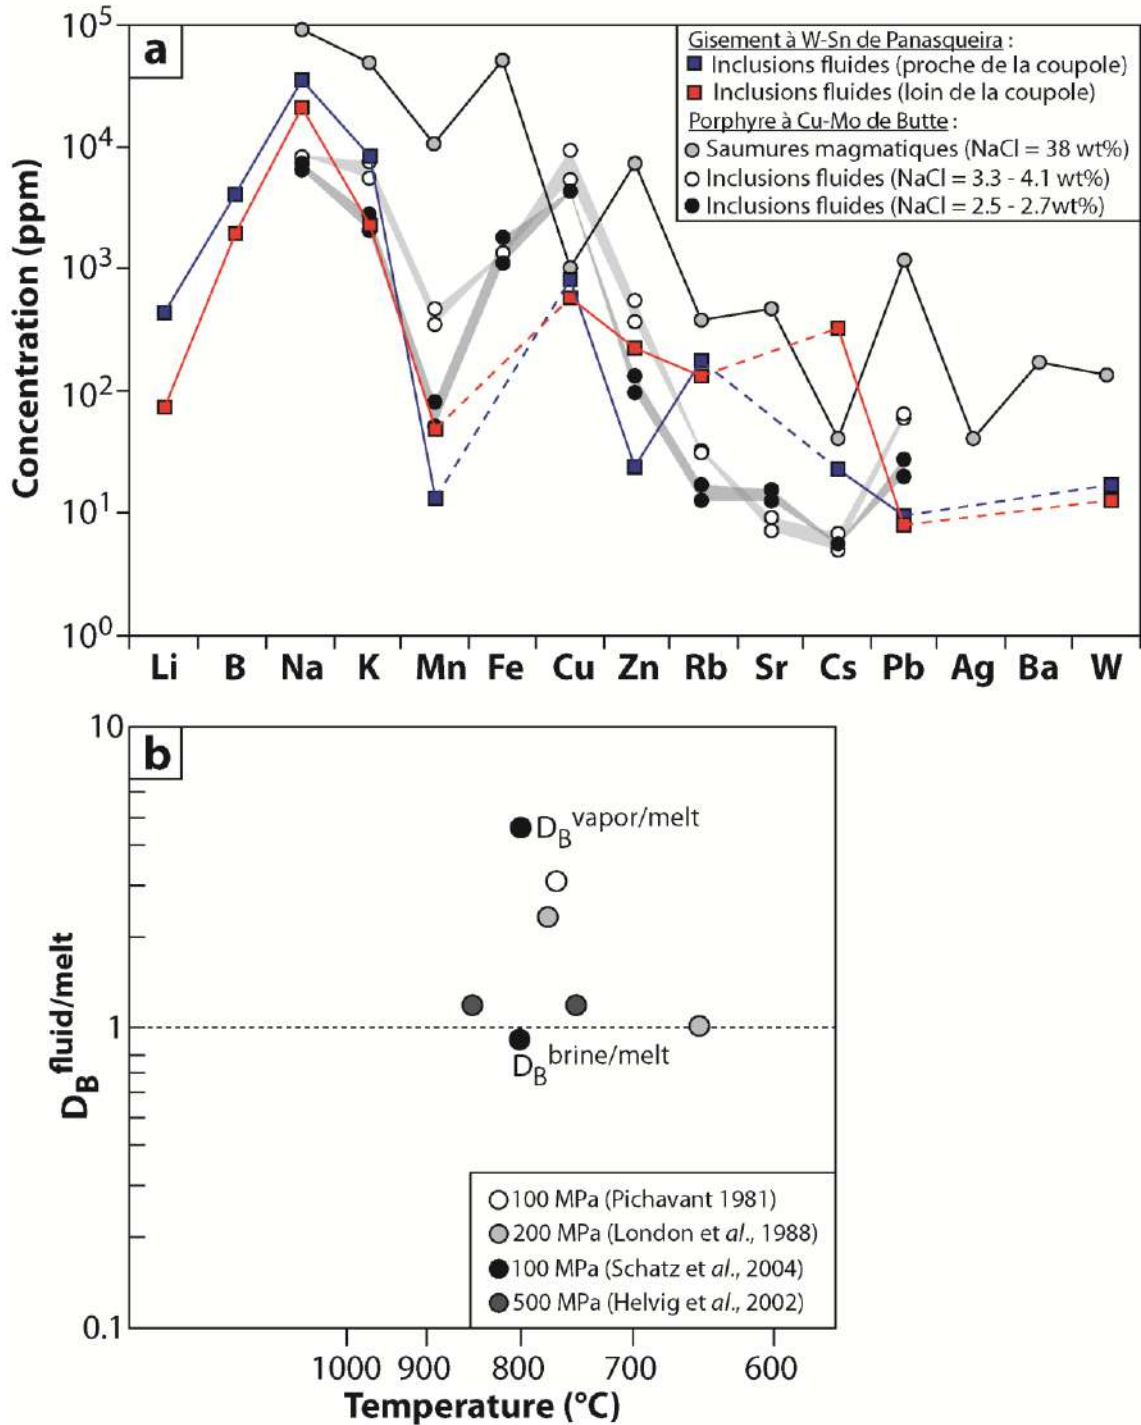 10⁵
a
Gisement à W-Sn de Panasqueira :
Inclusions fluides (proche de la coupole)
Inclusions fluides (loin de la coupole)
Porphyre à Cu-Mo de Butte :
Saumures magmatiques (NaCl = 38 wt%)
Inclusions fluides (NaCl = 3.3 - 4.1 wt%)
Inclusions fluides (NaCl = 2.5 - 2.7wt%)
10⁴
10³
10²
10¹
10⁰
Concentration (ppm)
Li B Na K Mn Fe Cu Zn Rb Sr Cs Pb Ag Ba W
10
b
D_B^vapor/melt
1
D_B^brine/melt
D_B^fluid/melt
100 MPa (Pichavant 1981)
200 MPa (London et al., 1988)
100 MPa (Schatz et al., 2004)
500 MPa (Helvig et al., 2002)
0.1
1000 900 800 700 600
Temperature (°C)